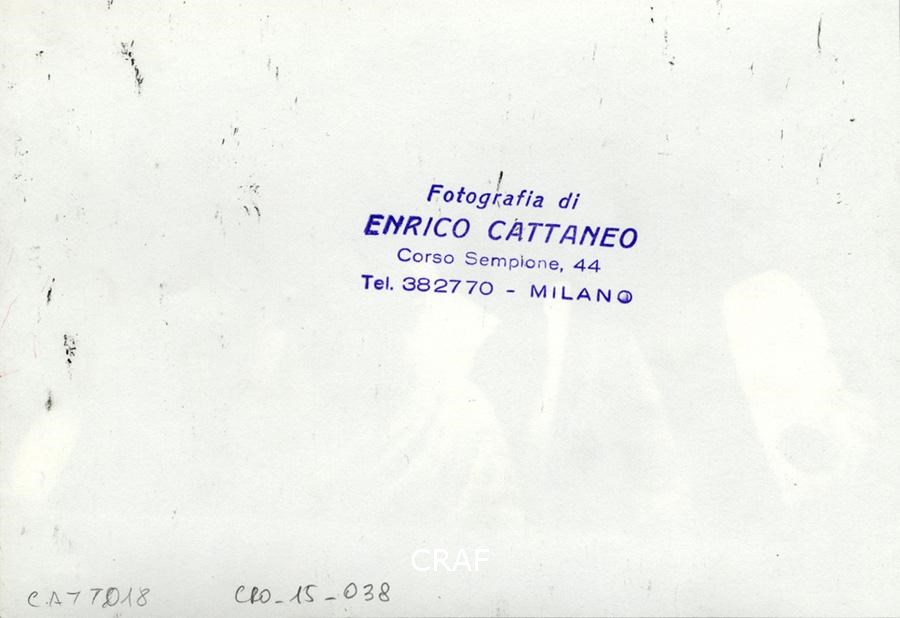 Fotografia di
ENRICO CATTANEO
Corso Sempione, 44
Tel. 382770 - MILANO
CRAF
CATT018 CRO_15_038